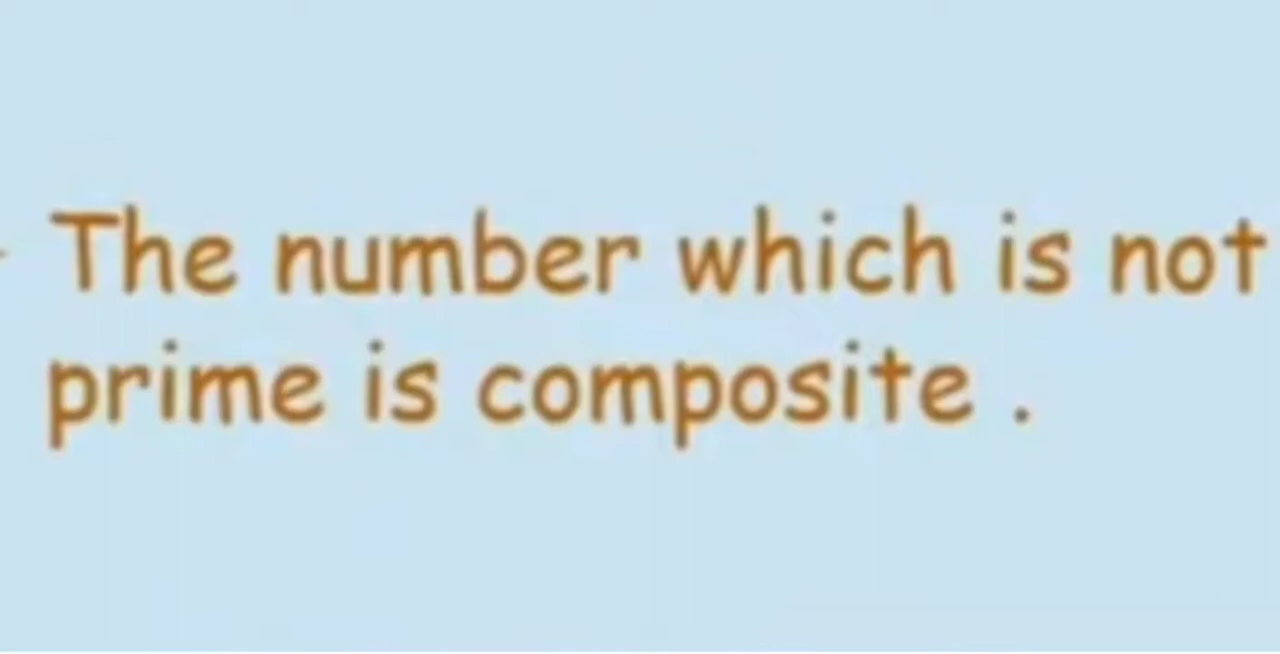 The number which is not
prime is composite .